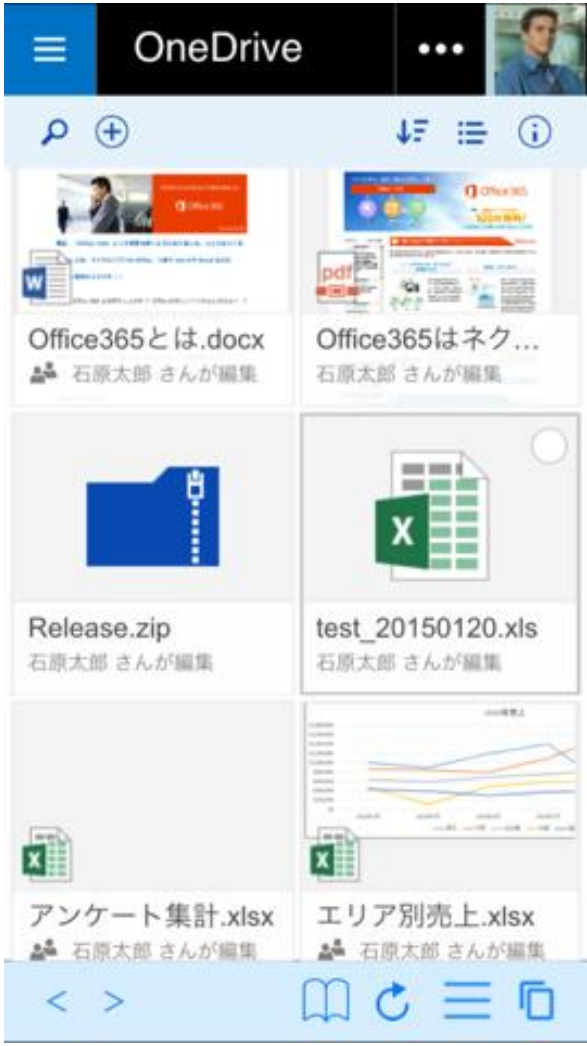 OneDrive
Office 365
Office 365
pdf
Office365とは.docx
Office365はネク...
石原太郎 さんが編集
石原太郎 さんが編集
Release.zip
test_20150120.xls
石原太郎 さんが編集
石原太郎 さんが編集
アンケート集計.xlsx
エリア別売上.xlsx
石原太郎 さんが編集
石原太郎 さんが編集